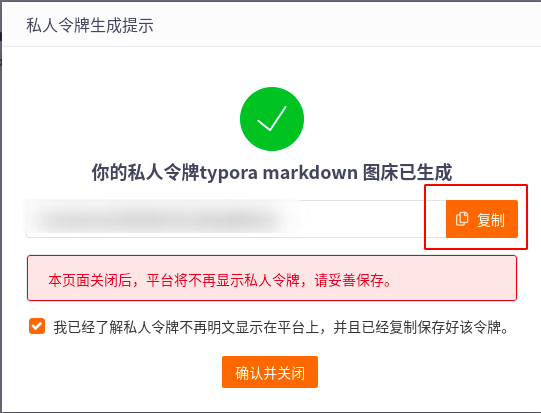 私人令牌生成提示
你的私人令牌typora markdown 图床已生成
复制
本页面关闭后，平台将不再显示私人令牌，请妥善保存。
我已经了解私人令牌不再明文显示在平台上，并且已经复制保存好该令牌。
确认并关闭